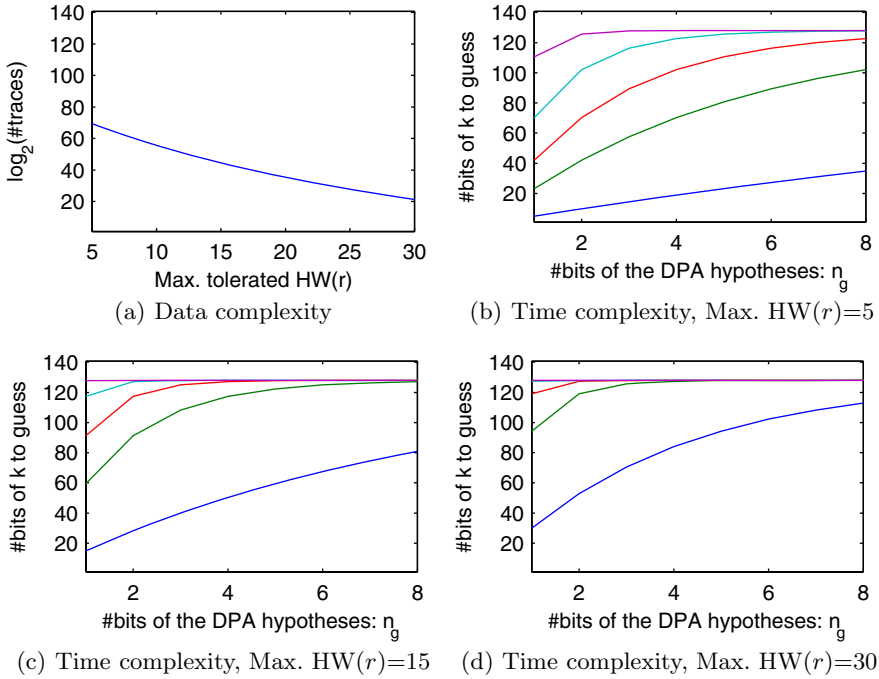 140
120
100
80
60
40
20
log₂(#traces)
5 10 15 20 25 30
Max. tolerated HW(r)
(a) Data complexity
140
120
100
80
60
40
20
#bits of k to guess
2 4 6 8
#bits of the DPA hypotheses: n_g
(b) Time complexity, Max. HW(r)=5
140
120
100
80
60
40
20
#bits of k to guess
2 4 6 8
#bits of the DPA hypotheses: n_g
(c) Time complexity, Max. HW(r)=15
140
120
100
80
60
40
20
#bits of k to guess
2 4 6 8
#bits of the DPA hypotheses: n_g
(d) Time complexity, Max. HW(r)=30